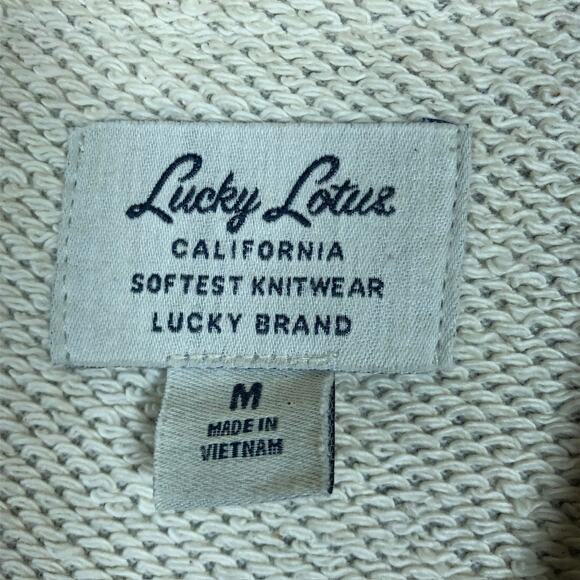 Lucky Lotus
CALIFORNIA
SOFTEST KNITWEAR
LUCKY BRAND
M
MADE IN
VIETNAM